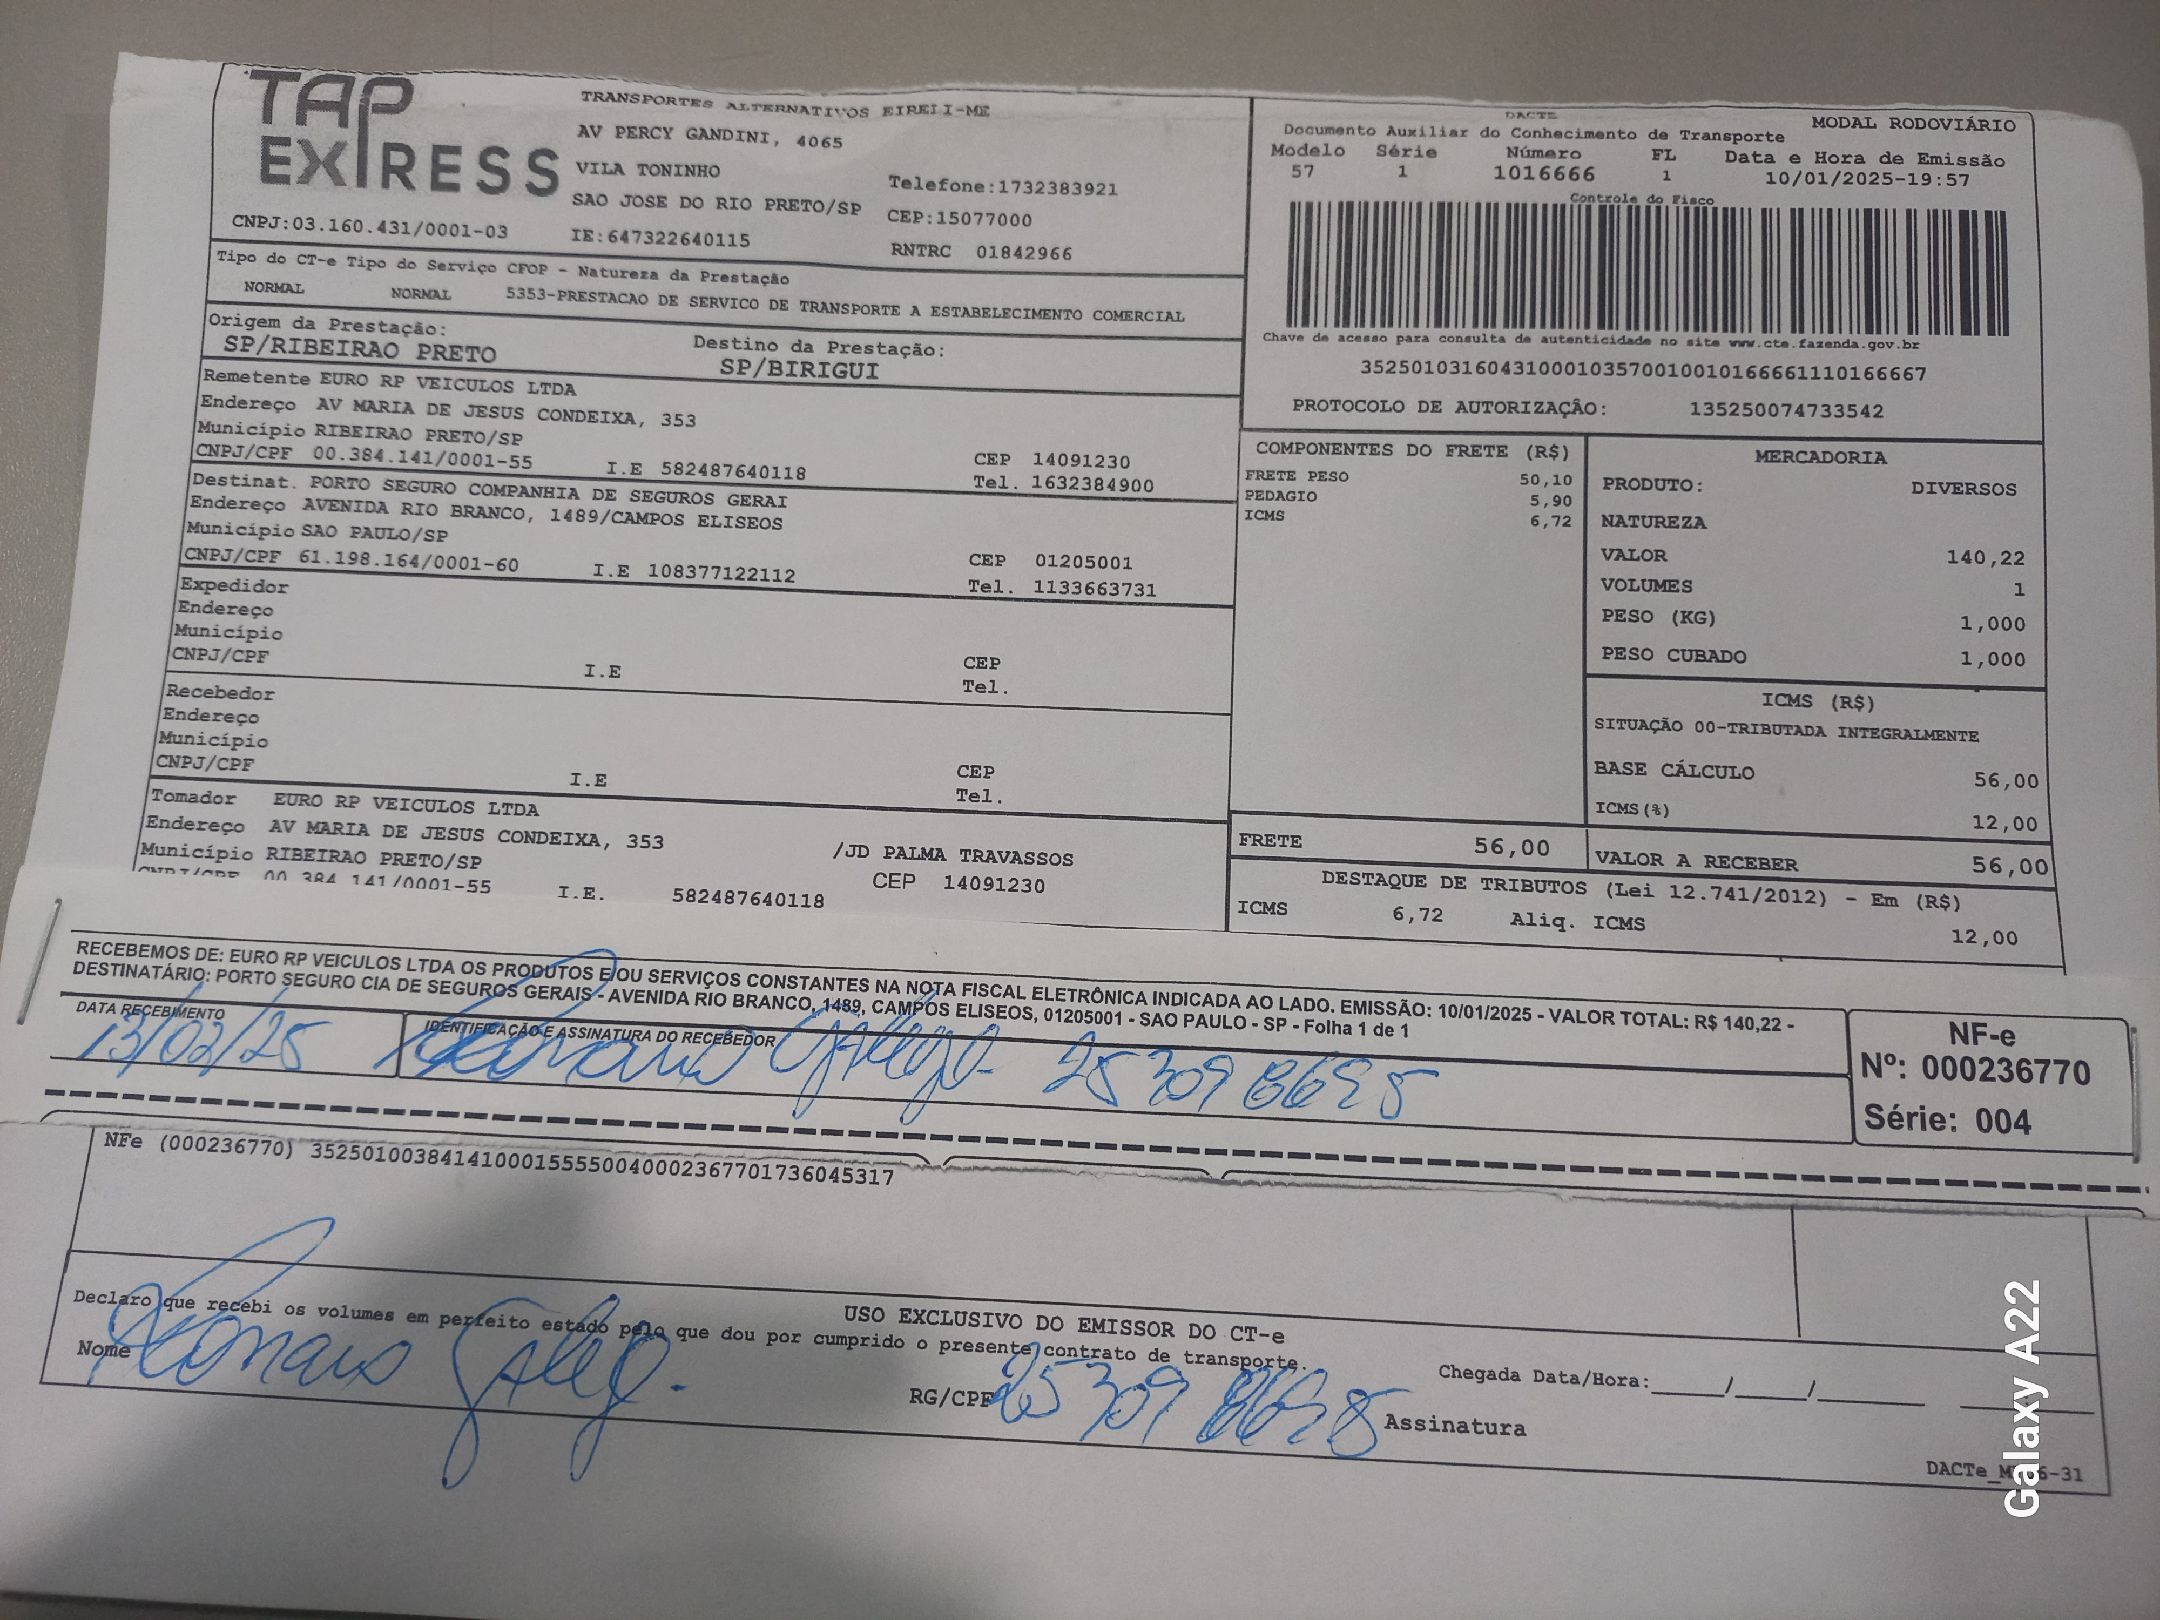 TAP
EXPRESS
TRANSPORTES ALTERNATIVOS EIRELI-ME
AV PERCY GANDINI, 4065
VILA TONINHO
Telefone:1732383921
SAO JOSE DO RIO PRETO/SP
CEP:15077000
CNPJ:03.160.431/0001-03
IE:647322640115
RNTRC 01842966
DACTE
Documento Auxiliar do Conhecimento de Transporte
MODAL RODOVIÁRIO
Modelo Série Número FL Data e Hora de Emissão
57 1 1016666 1 10/01/2025-19:57
Controle do Fisco
Chave de acesso para consulta de autenticidade no site www.cte.fazenda.gov.br
35250103160431000103570010010166661110166667
PROTOCOLO DE AUTORIZAÇÂO: 135250074733542
Tipo do CT-e Tipo do Serviço CFOP - Natureza da Prestação
NORMAL NORMAL 5353-PRESTACAO DE SERVICO DE TRANSPORTE A ESTABELECIMENTO COMERCIAL
Origem da Prestação: Destino da Prestação:
SP/RIBEIRAO PRETO SP/BIRIGUI
Remetente EURO RP VEICULOS LTDA
Endereço AV MARIA DE JESUS CONDEIXA, 353
Município RIBEIRAO PRETO/SP CEP 14091230
CNPJ/CPF 00.384.141/0001-55 I.E 582487640118 Tel. 1632384900
Destinat. PORTO SEGURO COMPANHIA DE SEGUROS GERAI
Endereço AVENIDA RIO BRANCO, 1489/CAMPOS ELISEOS
Município SAO PAULO/SP CEP 01205001
CNPJ/CPF 61.198.164/0001-60 I.E 108377122112 Tel. 1133663731
Expedidor
Endereço
Município CEP
CNPJ/CPF I.E Tel.
Recebedor
Endereço
Município CEP
CNPJ/CPF I.E Tel.
Tomador EURO RP VEICULOS LTDA
Endereço AV MARIA DE JESUS CONDEIXA, 353 /JD PALMA TRAVASSOS
Município RIBEIRAO PRETO/SP CEP 14091230
CNPJ/CPF 00.384.141/0001-55 I.E. 582487640118
COMPONENTES DO FRETE (R$)
FRETE PESO 50,10
PEDAGIO 5,90
ICMS 6,72
MERCADORIA
PRODUTO: DIVERSOS
NATUREZA
VALOR 140,22
VOLUMES 1
PESO (KG) 1,000
PESO CUBADO 1,000
ICMS (R$)
SITUAÇÃO 00-TRIBUTADA INTEGRALMENTE
BASE CÁLCULO 56,00
ICMS(%) 12,00
FRETE 56,00 VALOR A RECEBER 56,00
DESTAQUE DE TRIBUTOS (Lei 12.741/2012) - Em (R$)
ICMS 6,72 Aliq. ICMS 12,00
RECEBEMOS DE: EURO RP VEICULOS LTDA OS PRODUTOS E/OU SERVIÇOS CONSTANTES NA NOTA FISCAL ELETRÔNICA INDICADA AO LADO. EMISSÃO: 10/01/2025 - VALOR TOTAL: R$ 140,22 -
DESTINATÁRIO: PORTO SEGURO CIA DE SEGUROS GERAIS - AVENIDA RIO BRANCO, 1489, CAMPOS ELISEOS, 01205001 - SAO PAULO - SP - Folha 1 de 1
DATA RECEBIMENTO IDENTIFICAÇÃO E ASSINATURA DO RECEBEDOR
13/02/25
NF-e
Nº: 000236770
Série: 004
NFe (000236770) 35250100384141000155550040002367701736045317
USO EXCLUSIVO DO EMISSOR DO CT-e
Declaro que recebi os volumes em perfeito estado pelo que dou por cumprido o presente contrato de transporte.
Nome
RG/CPF
Chegada Data/Hora:_____/_____/_____
Assinatura
Galaxy A22